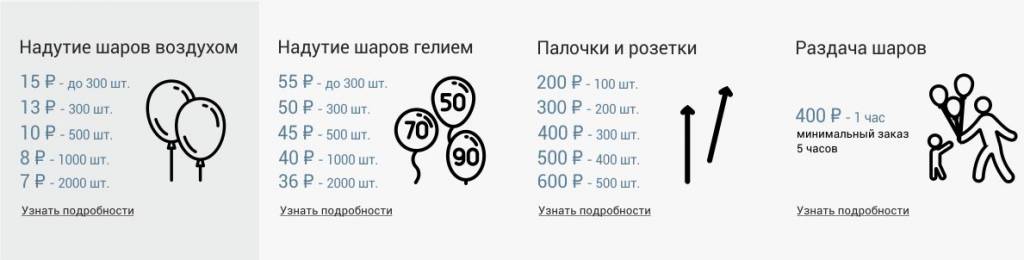 Надутие шаров воздухом
15 ₽ - до 300 шт.
13 ₽ - 300 шт.
10 ₽ - 500 шт.
8 ₽ - 1000 шт.
7 ₽ - 2000 шт.
Узнать подробности
Надутие шаров гелием
55 ₽ - до 300 шт.
50 ₽ - 300 шт.
45 ₽ - 500 шт.
40 ₽ - 1000 шт.
36 ₽ - 2000 шт.
50
70
90
Узнать подробности
Палочки и розетки
200 ₽ - 100 шт.
300 ₽ - 200 шт.
400 ₽ - 300 шт.
500 ₽ - 400 шт.
600 ₽ - 500 шт.
Узнать подробности
Раздача шаров
400 ₽ - 1 час
минимальный заказ
5 часов
Узнать подробности